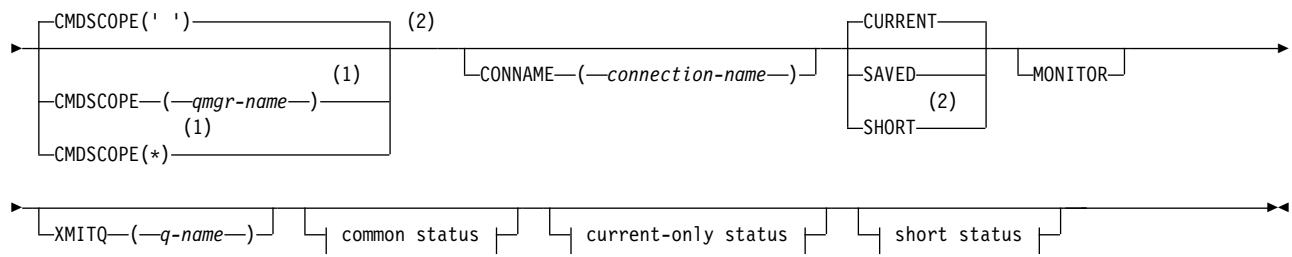 CMDSCOPE(' ') (2) CURRENT
CONNAME ( connection-name ) SAVED MONITOR
(1)
CMDSCOPE ( qmgr-name ) (2)
(1) SHORT
CMDSCOPE(*)
XMITQ ( q-name ) common status current-only status short status